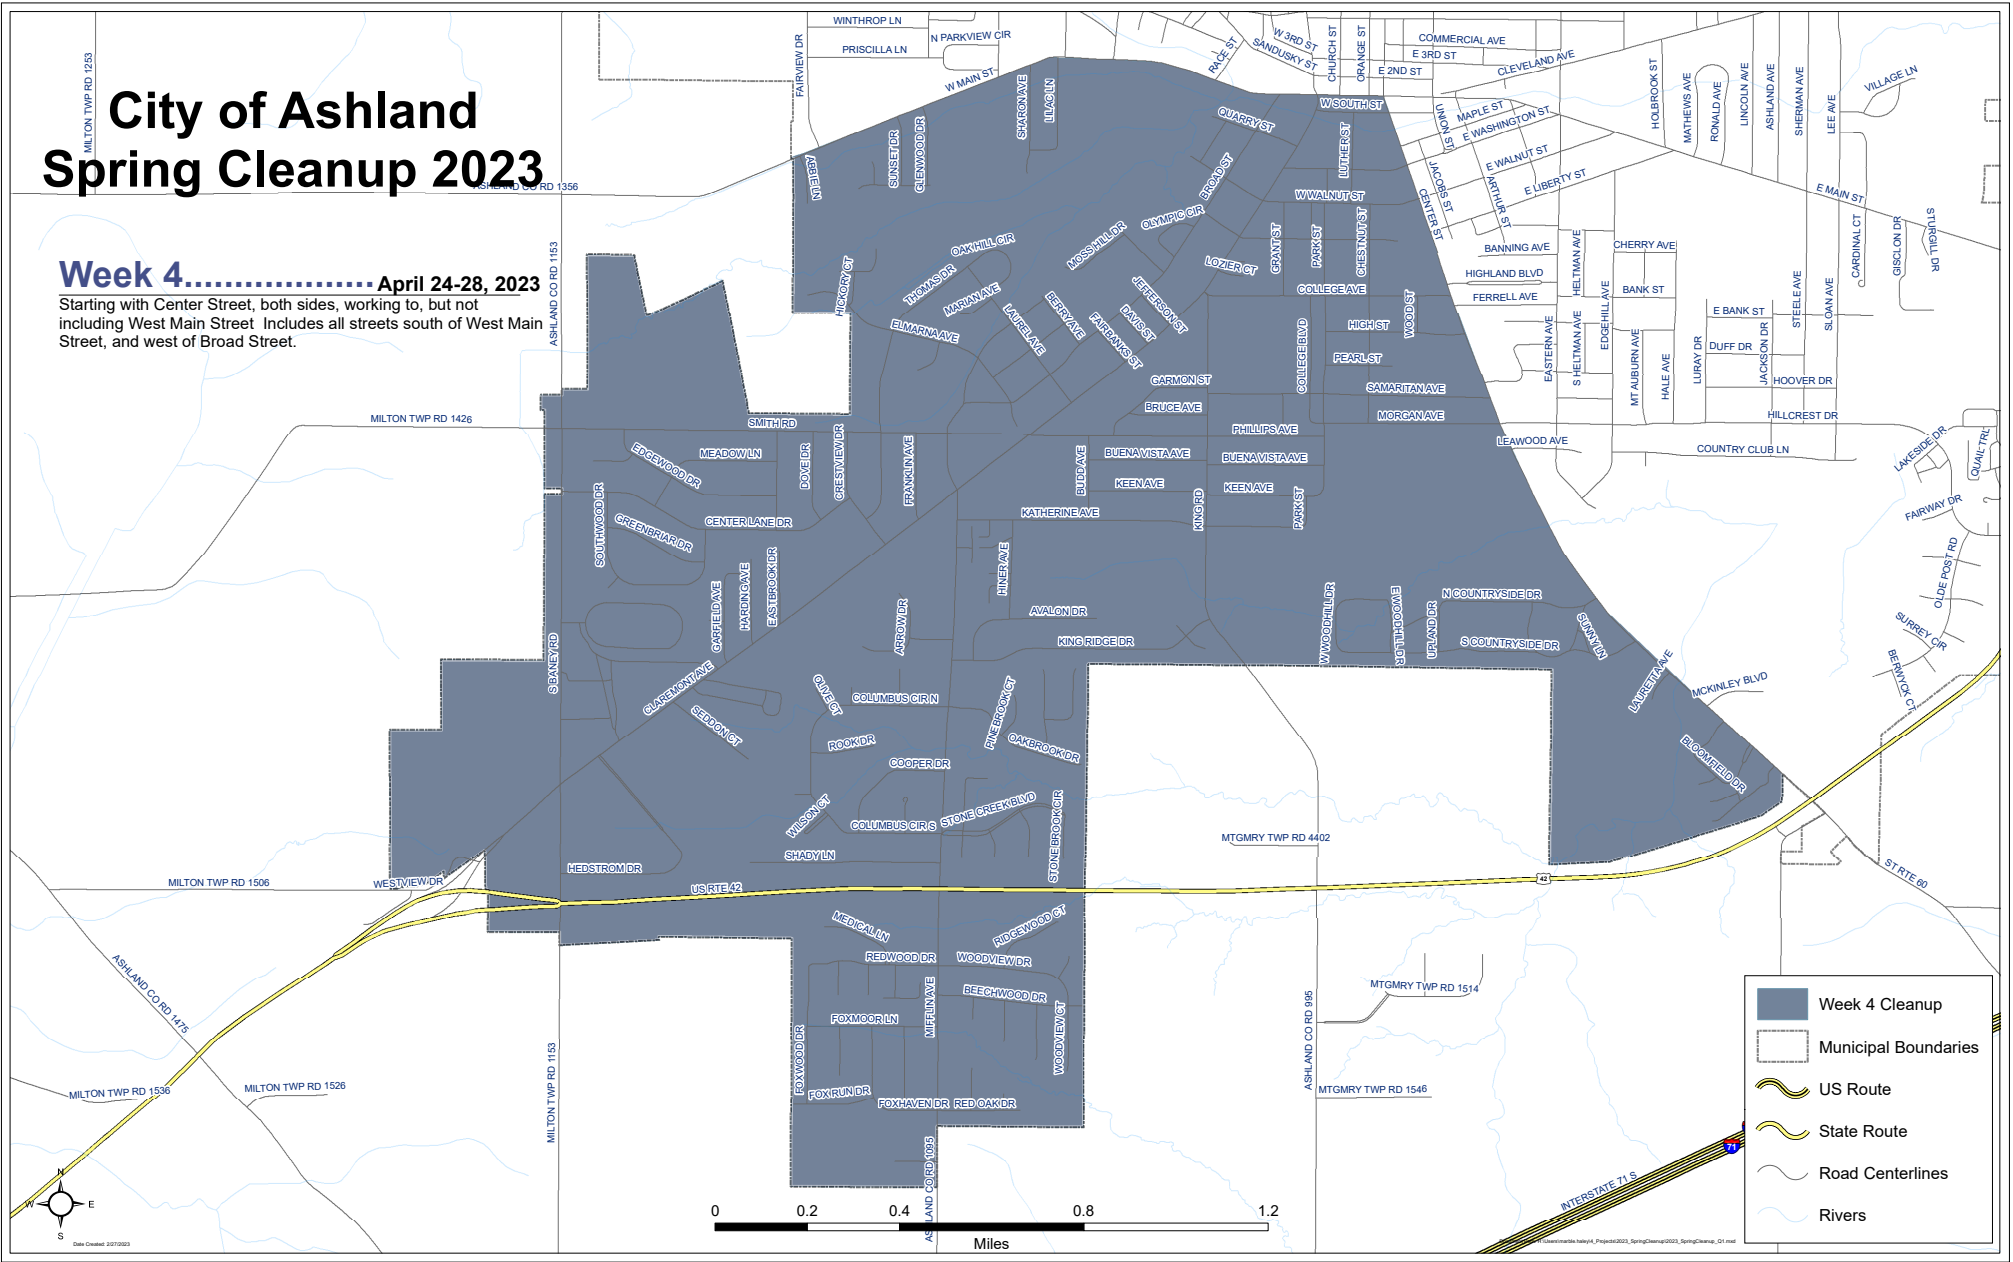 City of Ashland
Spring Cleanup 2023
Week 4................... April 24-28, 2023
Starting with Center Street, both sides, working to, but not
including West Main Street  Includes all streets south of West Main
Street, and west of Broad Street.
MILTON TWP RD 1253
ASHLAND CO RD 1356
ASHLAND CO RD 1153
MILTON TWP RD 1426
WINTHROP LN
PRISCILLA LN
N PARKVIEW CIR
FAIRVIEW DR
W MAIN ST
SHARON AVE
LILAC LN
RACE ST
W 3RD ST
SANDUSKY ST
CHURCH ST
ORANGE ST
COMMERCIAL AVE
E 3RD ST
E 2ND ST
CLEVELAND AVE
HOLBROOK ST
MATHEWS AVE
RONALD AVE
LINCOLN AVE
ASHLAND AVE
SHERMAN AVE
LEE AVE
VILLAGE LN
ABBIE LN
SUNSET DR
GLENWOOD DR
QUARRY ST
W SOUTH ST
LUTHER ST
UNION ST
MAPLE ST
E WASHINGTON ST
E WALNUT ST
E LIBERTY ST
JACOBS ST
ARTHUR ST
CENTER ST
BROAD ST
W WALNUT ST
E MAIN ST
OAK HILL CIR
MOSS HILL DR
OLYMPIC CIR
LOZIER CT
GRANT ST
PARK ST
CHESTNUT ST
BANNING AVE
CHERRY AVE
HELTMAN AVE
CARDINAL CT
GISCLON DR
STURGILL DR
HICKORY CT
THOMAS DR
MARIAN AVE
ELMARNA AVE
LAUREL AVE
BERRY AVE
FAIRBANKS ST
DAVIS ST
JEFFERSON ST
COLLEGE AVE
WOOD ST
HIGHLAND BLVD
FERRELL AVE
BANK ST
E BANK ST
STEELE AVE
SLOAN AVE
EDGEHILL AVE
EASTERN AVE
S HELTMAN AVE
MT AUBURN AVE
HALE AVE
LURAY DR
DUFF DR
JACKSON DR
HOOVER DR
HIGH ST
PEARL ST
COLLEGE BLVD
GARMON ST
BRUCE AVE
SAMARITAN AVE
MORGAN AVE
HILLCREST DR
LEAWOOD AVE
COUNTRY CLUB LN
LAKESIDE DR
QUAIL TRL
FAIRWAY DR
OLDE POST RD
SURREY CIR
BERWYCK CT
SMITH RD
EDGEWOOD DR
MEADOW LN
DOVE DR
CRESTVIEW DR
FRANKLIN AVE
PHILLIPS AVE
BUDD AVE
BUENA VISTA AVE
BUENA VISTA AVE
KEEN AVE
KEEN AVE
KING RD
PARK ST
KATHERINE AVE
SOUTHWOOD DR
GREENBRIAR DR
CENTER LANE DR
GARFIELD AVE
HARDING AVE
EASTBROOK DR
HINER AVE
ARROW DR
AVALON DR
KING RIDGE DR
W WOODHILL DR
E WOODHILL DR
UPLAND DR
N COUNTRYSIDE DR
S COUNTRYSIDE DR
SUNNY LN
LAURETTA AVE
MCKINLEY BLVD
BLOOMFIELD DR
S BANEY RD
CLAREMONT AVE
SEDDON CT
OLIVE CT
COLUMBUS CIR N
PINEBROOK CT
OAKBROOK DR
ROOK DR
COOPER DR
WILSON CT
COLUMBUS CIR S
STONE CREEK BLVD
STONE BROOK CIR
SHADY LN
HEDSTROM DR
US RTE 42
42
MTGMRY TWP RD 4402
ST RTE 60
MILTON TWP RD 1506
WESTVIEW DR
MEDICAL LN
RIDGEWOOD CT
REDWOOD DR
WOODVIEW DR
BEECHWOOD DR
FOXMOOR LN
MIFFLIN AVE
WOODVIEW CT
FOXWOOD DR
FOX RUN DR
FOXHAVEN DR
RED OAK DR
ASHLAND CO RD 1475
MILTON TWP RD 1536
MILTON TWP RD 1526
MILTON TWP RD 1153
ASHLAND CO RD 1095
ASHLAND CO RD 995
MTGMRY TWP RD 1514
MTGMRY TWP RD 1546
INTERSTATE 71 S
71
Week 4 Cleanup
Municipal Boundaries
US Route
State Route
Road Centerlines
Rivers
N
W
E
S
Date Created: 2/27/2023
0 0.2 0.4 0.8 1.2
Miles